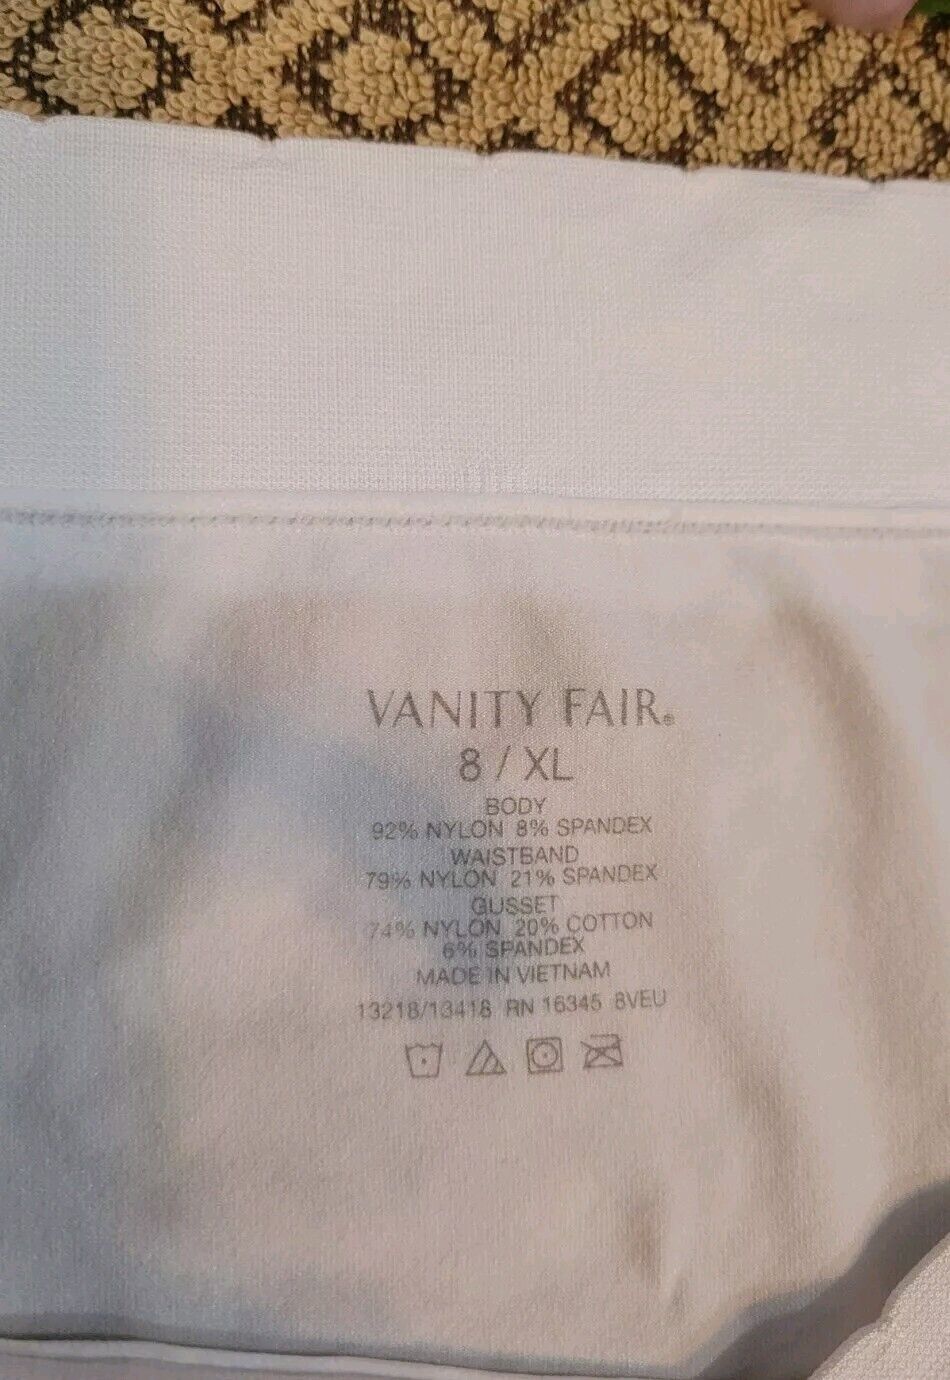 VANITY FAIR®
8 / XL
BODY
92% NYLON 8% SPANDEX
WAISTBAND
79% NYLON 21% SPANDEX
GUSSET
74% NYLON 20% COTTON
6% SPANDEX
MADE IN VIETNAM
13218/13418 RN 16345 8VEU